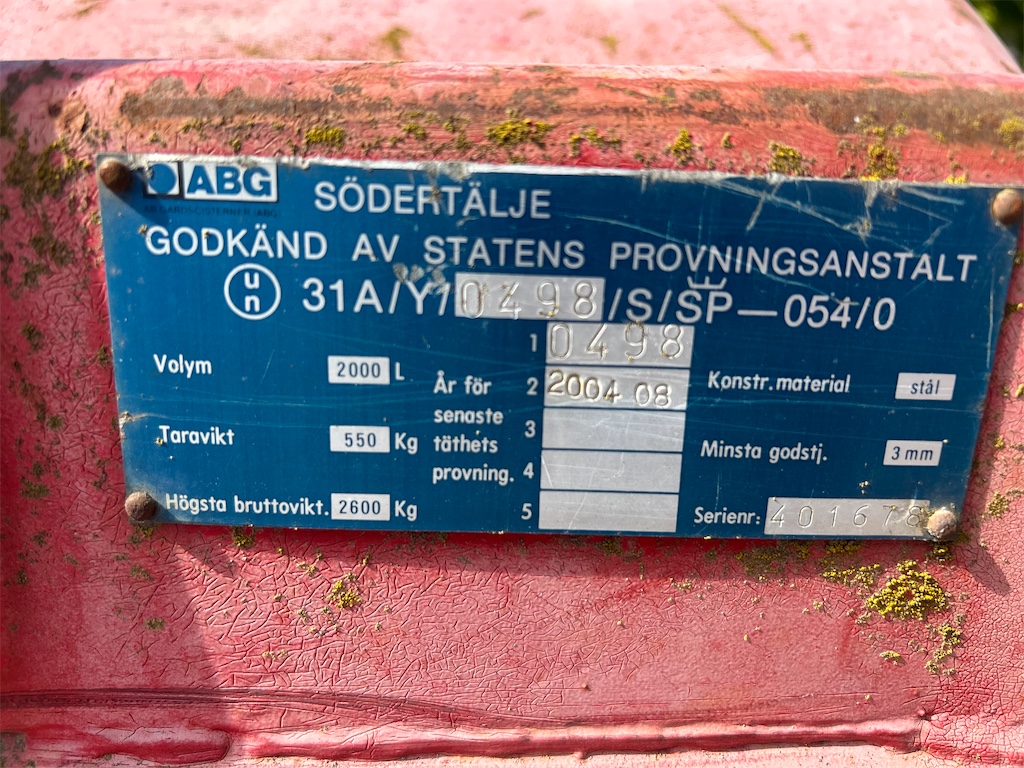 ABG SÖDERTÄLJE
GODKÄND AV STATENS PROVNINGSANSTALT
un 31A/Y/0498/S/SP—054/0
1 0498
Volym 2000 L
År för senaste täthets provning.
2 2004 08
3
4
5
Konstr.material stål
Taravikt 550 Kg
Minsta godstj. 3 mm
Högsta bruttovikt. 2600 Kg
Serienr: 401678